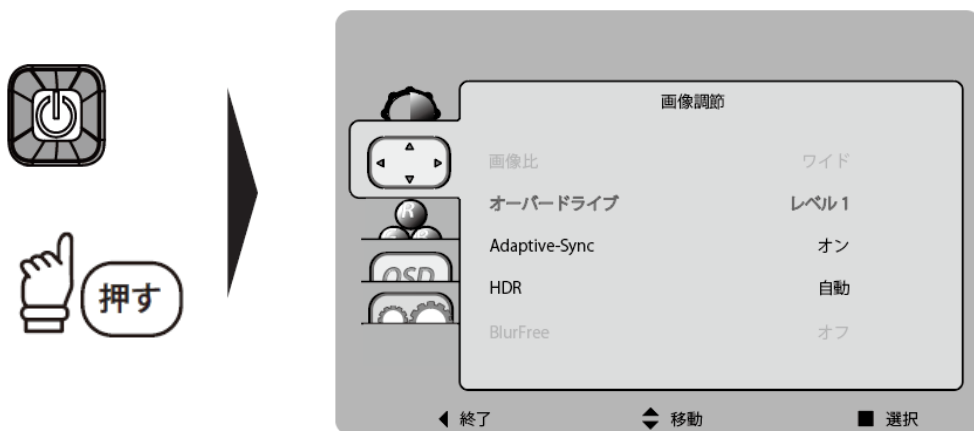 押す
画像調節
画像比 ワイド
オーバードライブ レベル 1
Adaptive-Sync オン
HDR 自動
BlurFree オフ
R
OSD
終了 移動 選択